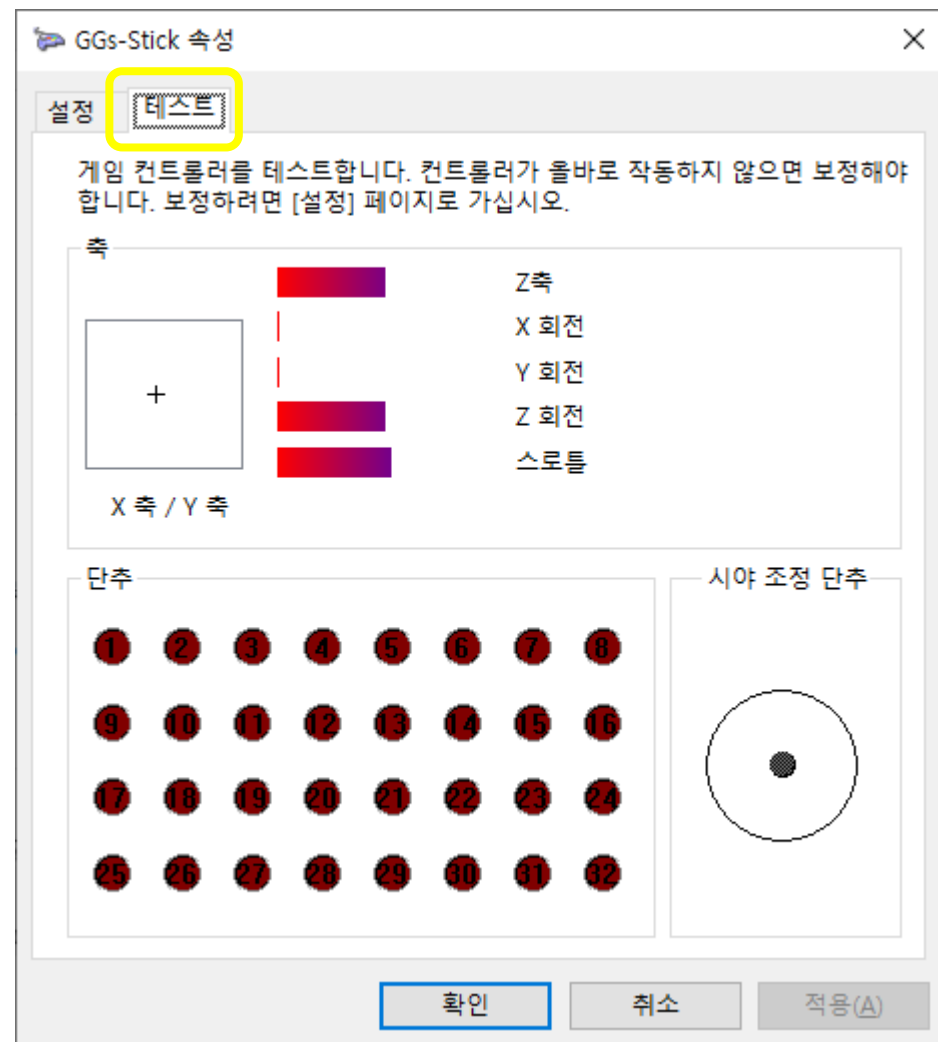 GGs-Stick 속성
설정 테스트
게임 컨트롤러를 테스트합니다. 컨트롤러가 올바로 작동하지 않으면 보정해야
합니다. 보정하려면 [설정] 페이지로 가십시오.
축
Z축
X 회전
Y 회전
Z 회전
스로틀
X 축 / Y 축
단추
1 2 3 4 5 6 7 8
9 10 11 12 13 14 15 16
17 18 19 20 21 22 23 24
25 26 27 28 29 30 31 32
시야 조정 단추
확인 취소 적용(A)